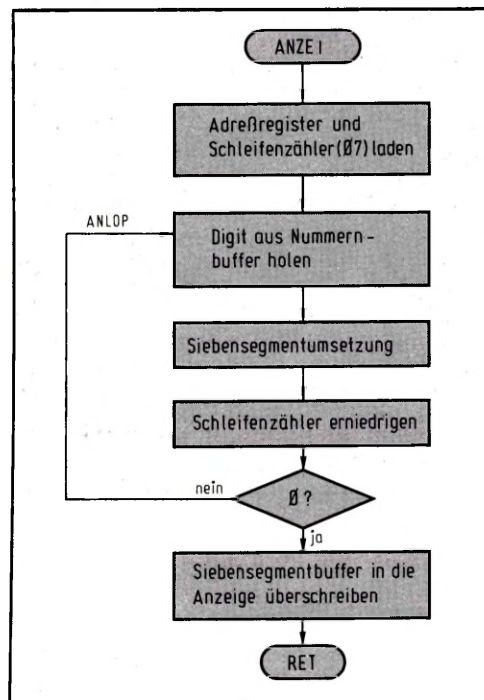 ANZEI
Adreßregister und
Schleifenzähler(Ø7)laden
ANLOP
Digit aus Nummern-
buffer holen
Siebensegmentumsetzung
Schleifenzähler erniedrigen
nein
Ø?
ja
Siebensegmentbuffer in die
Anzeige überschreiben
RET